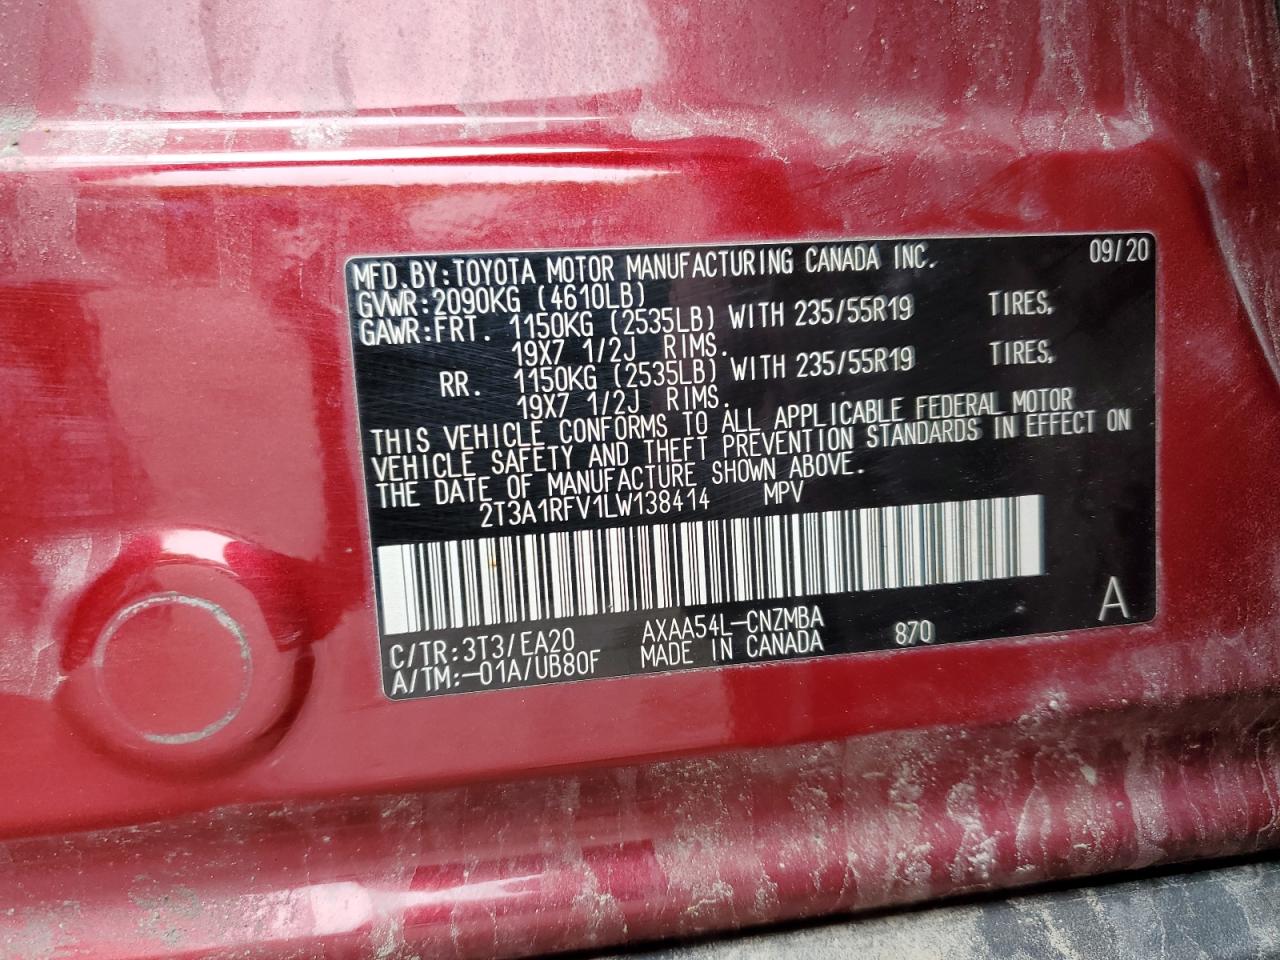 MFD.BY:TOYOTA MOTOR MANUFACTURING CANADA INC. 09/20
GVWR:2090KG (4610LB)
GAWR:FRT. 1150KG (2535LB) WITH 235/55R19 TIRES,
19X7 1/2J RIMS.
RR. 1150KG (2535LB) WITH 235/55R19 TIRES,
19X7 1/2J RIMS.
THIS VEHICLE CONFORMS TO ALL APPLICABLE FEDERAL MOTOR
VEHICLE SAFETY AND THEFT PREVENTION STANDARDS IN EFFECT ON
THE DATE OF MANUFACTURE SHOWN ABOVE.
2T3A1RFV1LW138414 MPV
A
C/TR:3T3/EA20 AXAA54L-CNZMBA 870
A/TM:-01A/UB80F MADE IN CANADA